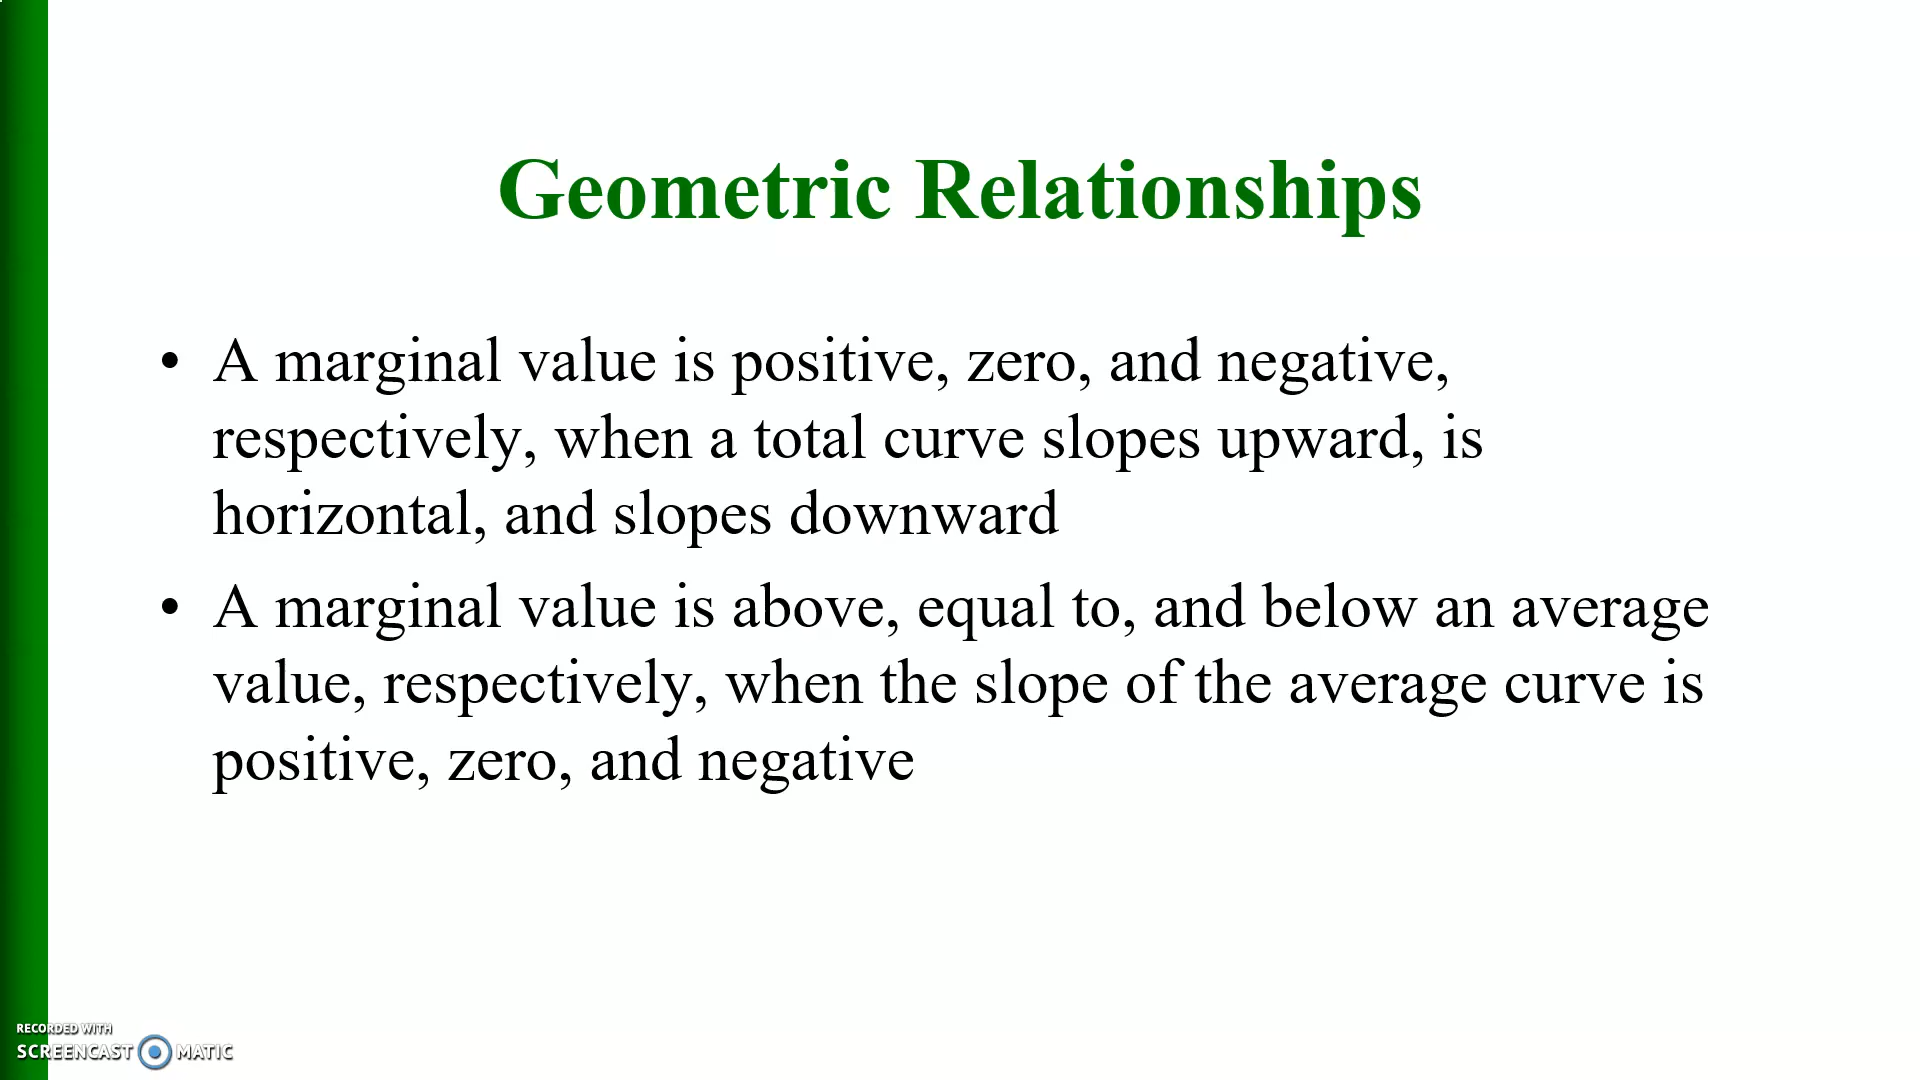 Geometric Relationships
• A marginal value is positive, zero, and negative,
respectively, when a total curve slopes upward, is
horizontal, and slopes downward
• A marginal value is above, equal to, and below an average
value, respectively, when the slope of the average curve is
positive, zero, and negative
RECORDED WITH
SCREENCAST MATIC